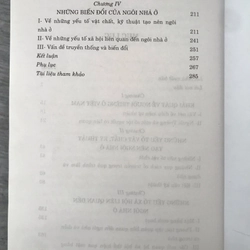 Chương IV
NHỮNG BIẾN ĐỔI CỦA NGÔI NHÀ Ở 211
I- Về những yếu tố vật chất, kỹ thuật tạo nên ngôi
nhà ở 211
II- Về những yếu tố xã hội liên quan đến ngôi nhà ở 241
III- Vấn đề truyền thống và biến đổi 251
Kết luận 257
Phụ lục 267
Tài liệu tham khảo 285